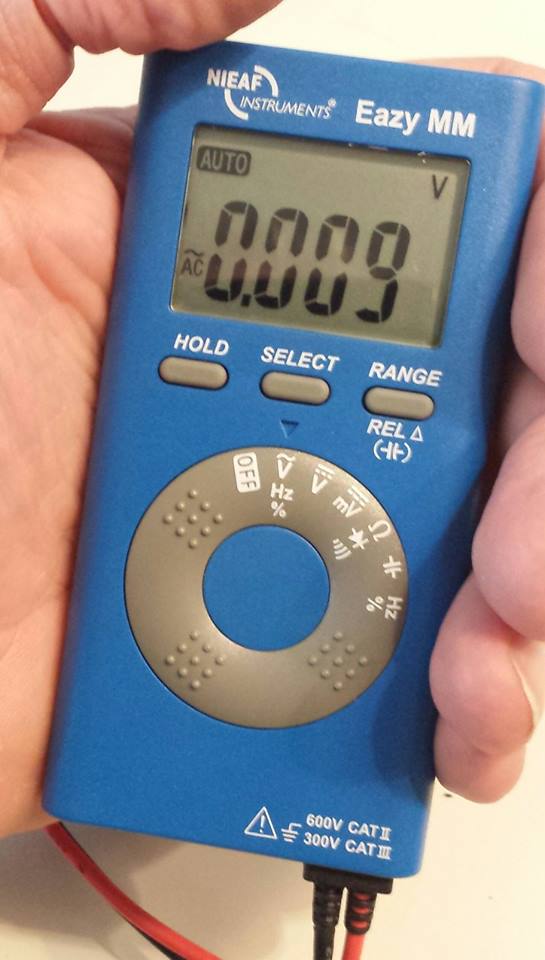 NIEAF
INSTRUMENTS®
Eazy MM
AUTO
V
AC
0.009
HOLD SELECT RANGE
REL Δ
OFF
Ṽ
Hz
%
V
mV
Ω
Hz
%
600V CAT II
300V CAT III